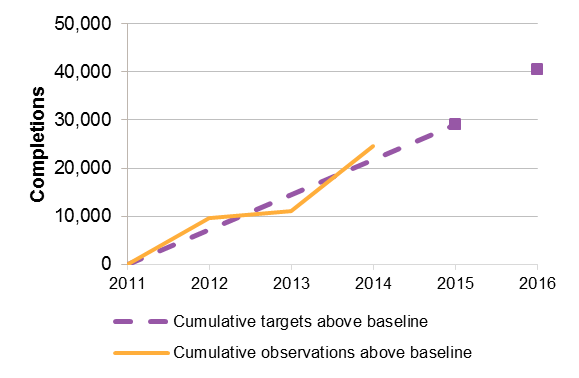 50,000
40,000
30,000
20,000
10,000
0
Completions
2011 2012 2013 2014 2015 2016
Cumulative targets above baseline
Cumulative observations above baseline